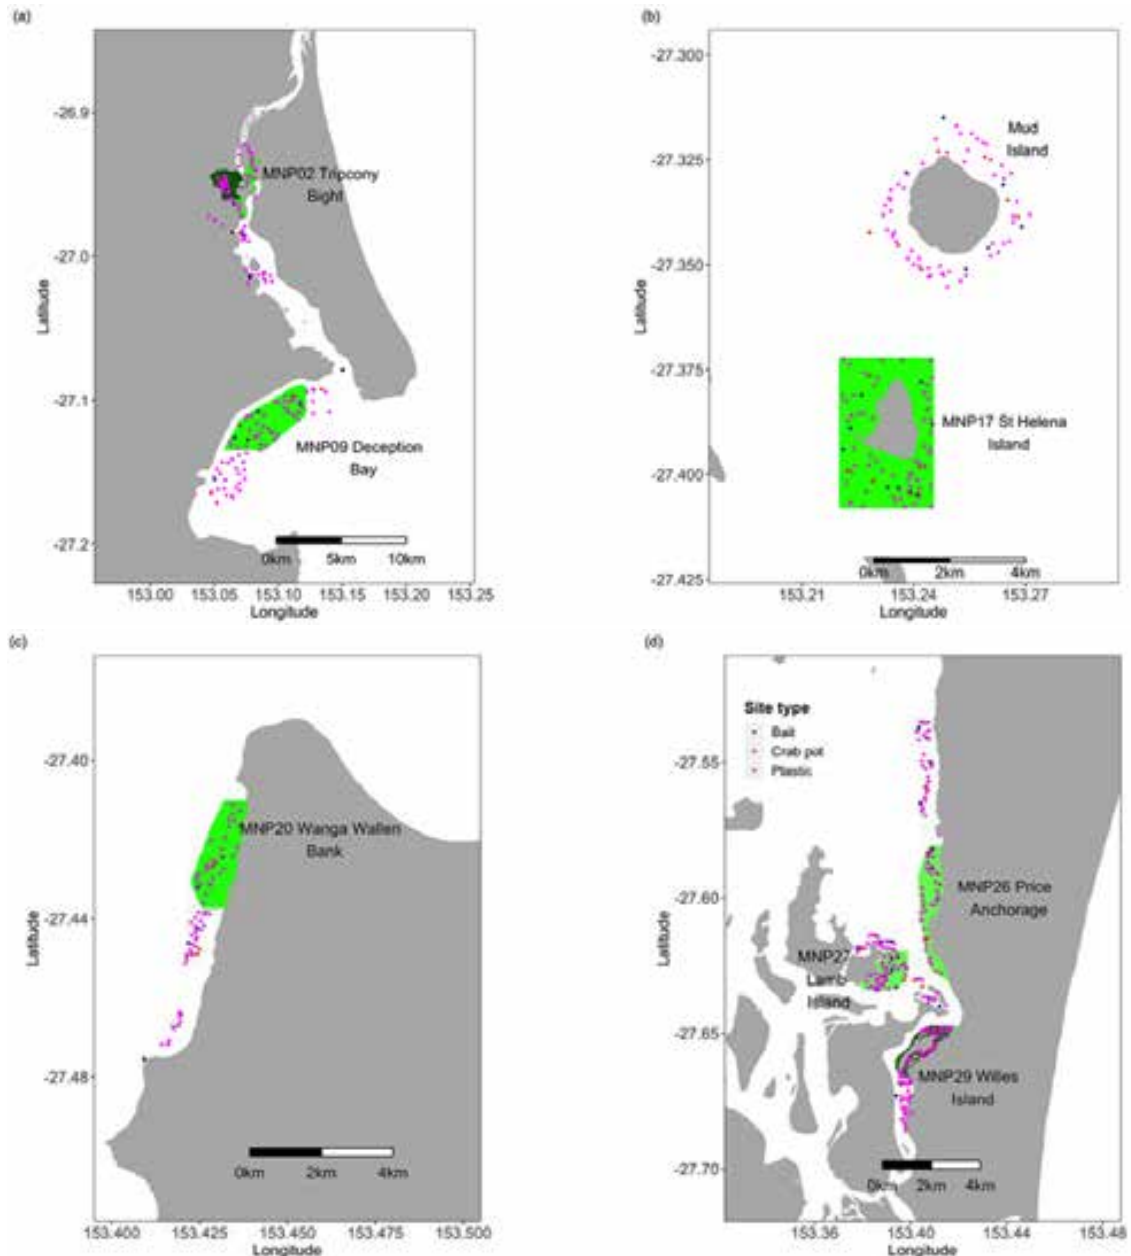 (a)
-26.9
-27.0
-27.1
-27.2
Latitude
MNP02 Tripcony
Bight
MNP09 Deception
Bay
0km 5km 10km
153.00 153.05 153.10 153.15 153.20 153.25
Longitude
(b)
-27.300
-27.325
-27.350
-27.375
-27.400
-27.425
Latitude
Mud
Island
MNP17 St Helena
Island
0km 2km 4km
153.21 153.24 153.27
Longitude
(c)
-27.40
-27.44
-27.48
Latitude
MNP20 Wanga Wallen
Bank
0km 2km 4km
153.400 153.425 153.450 153.475 153.500
Longitude
(d)
Site type
Bait
Crab pot
Plastic
-27.55
-27.60
-27.65
-27.70
Latitude
MNP26 Price
Anchorage
MNP27
Lamb
Island
MNP29 Willes
Island
0km 2km 4km
153.36 153.40 153.44 153.48
Longitude